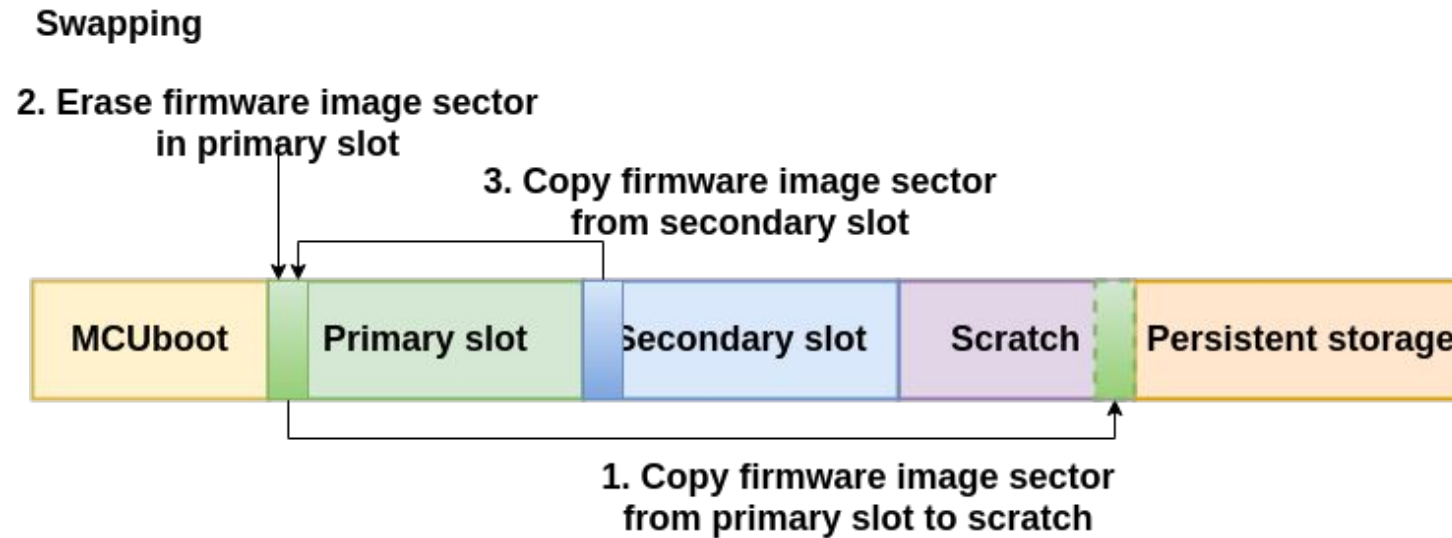 Swapping
2. Erase firmware image sector
in primary slot
3. Copy firmware image sector
from secondary slot
MCUboot
Primary slot
Secondary slot
Scratch
Persistent storage
1. Copy firmware image sector
from primary slot to scratch